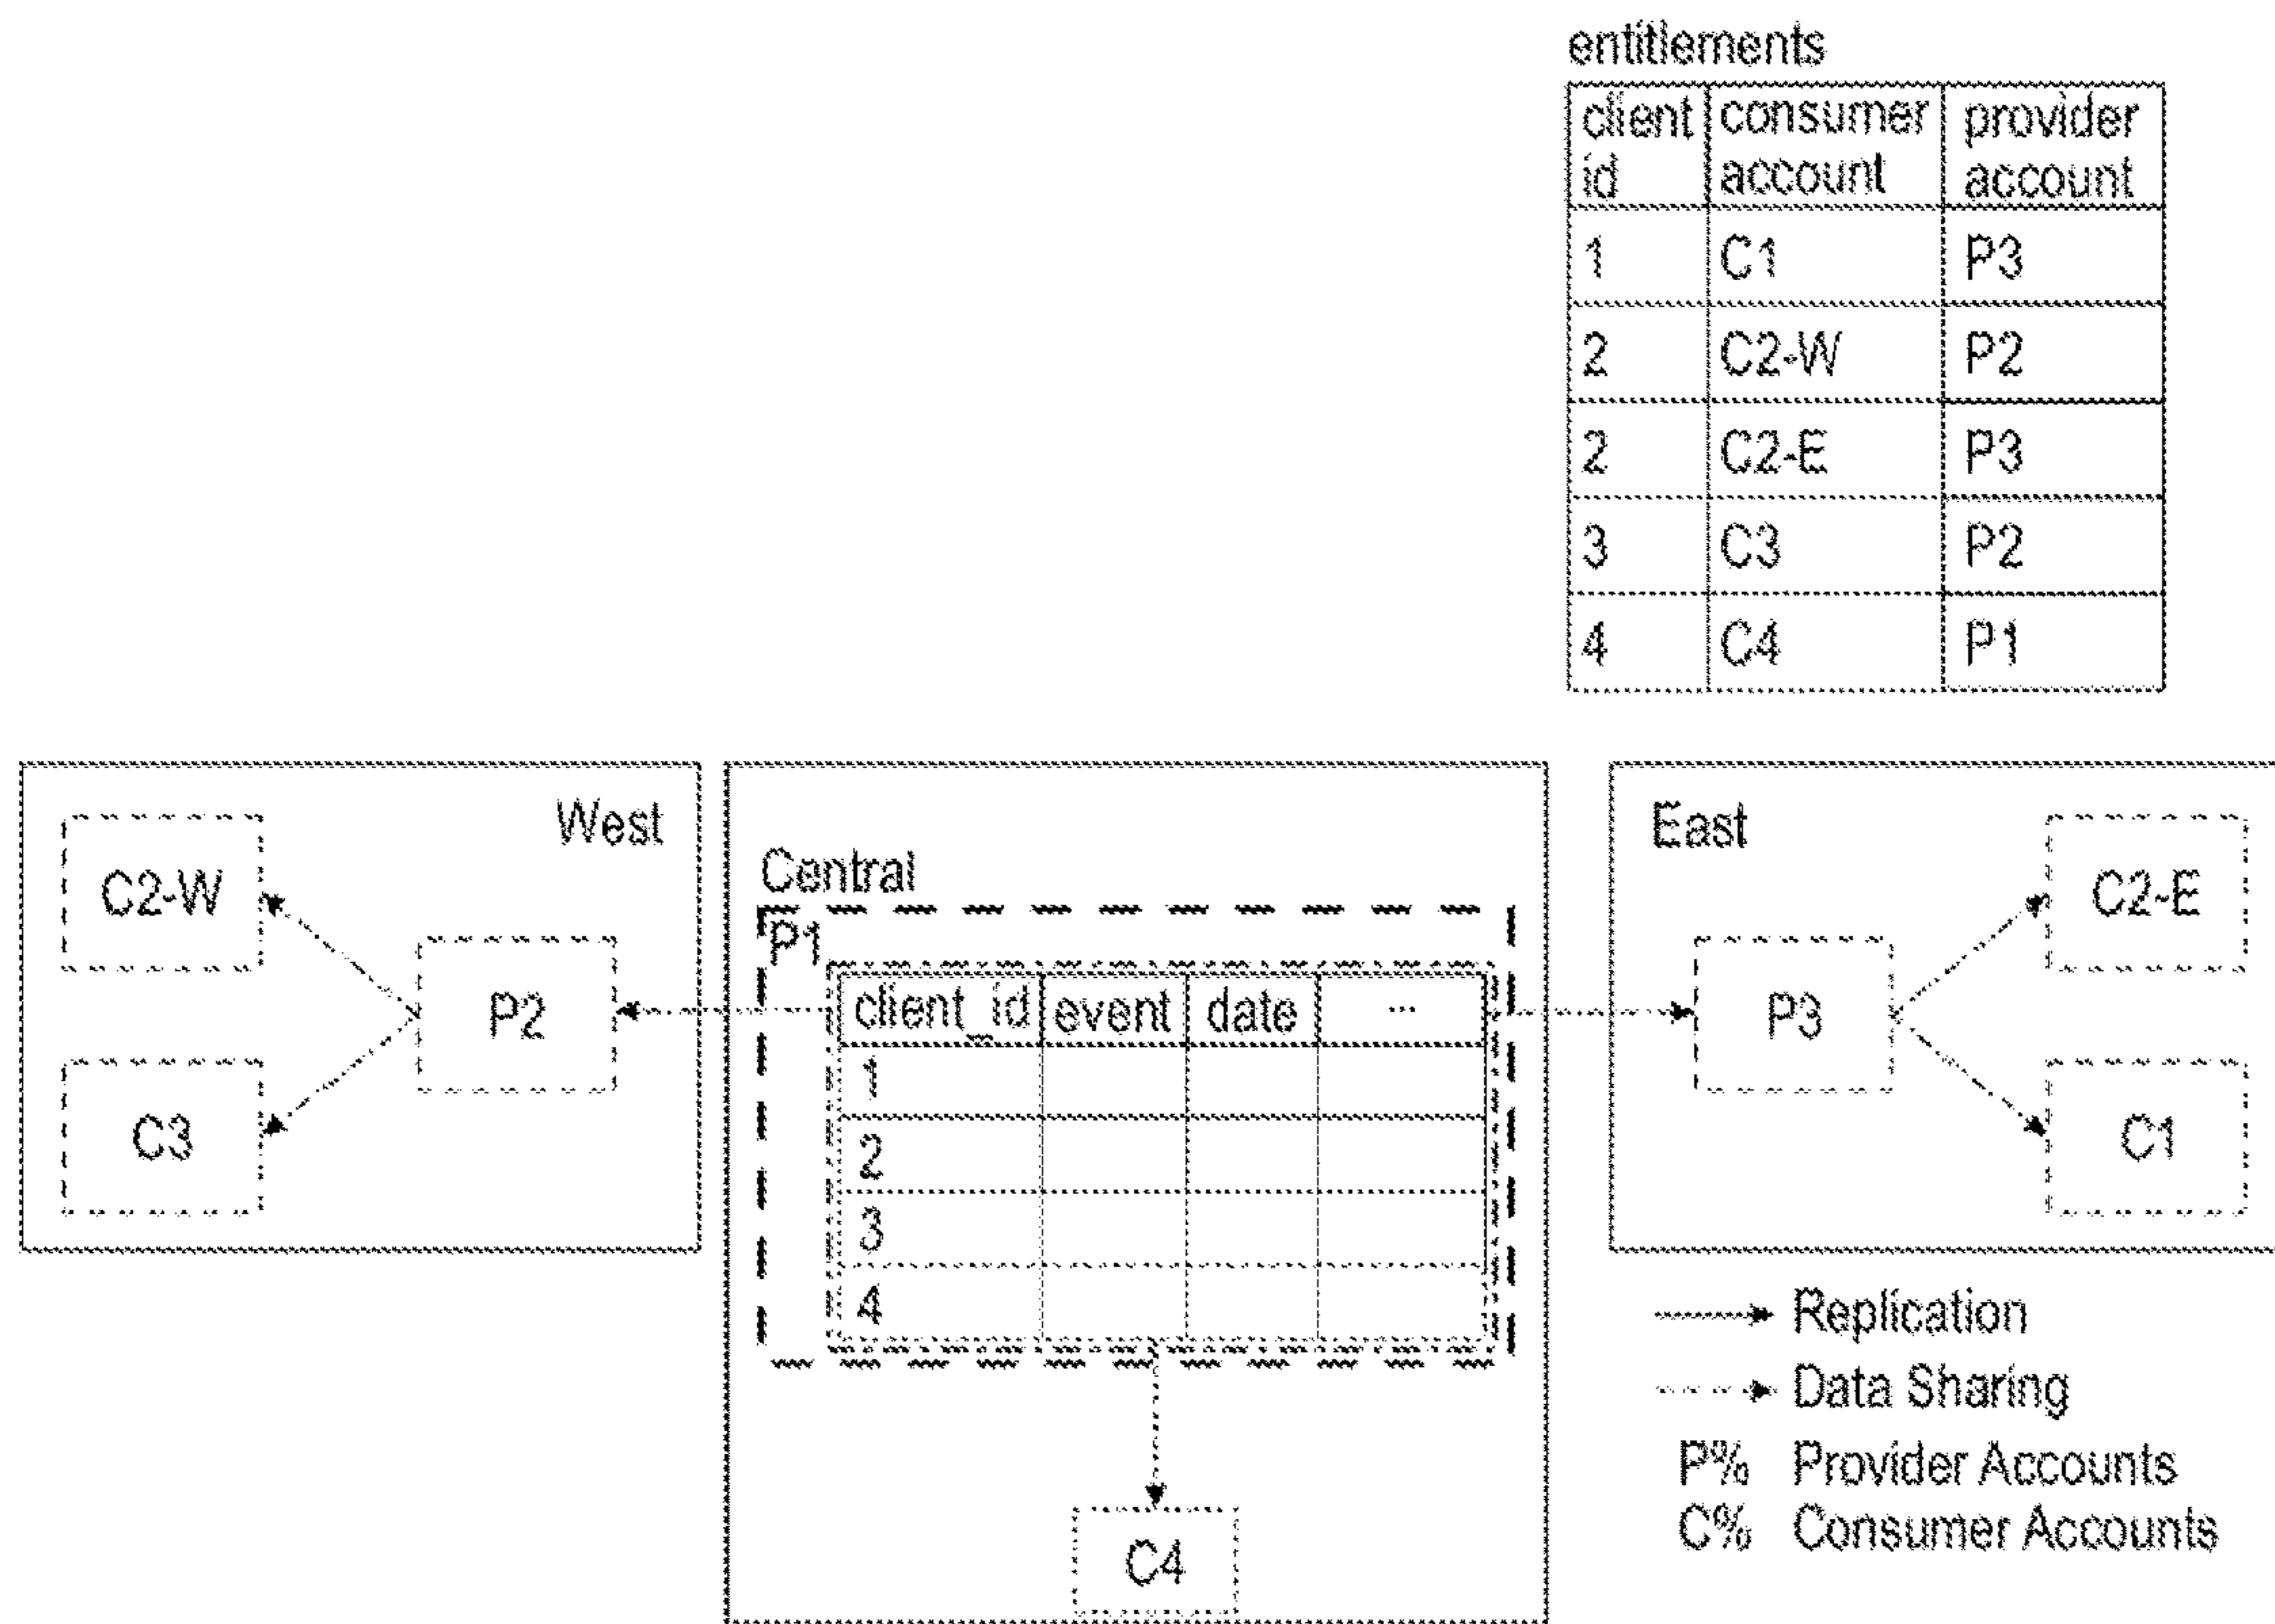 entitlements
client id consumer account provider account
1 C1 P3
2 C2-W P2
2 C2-E P3
3 C3 P2
4 C4 P1
West
C2-W
P2
C3
Central
P1
client_id event date ...
1
2
3
4
C4
East
C2-E
P3
C1
Replication
Data Sharing
P% Provider Accounts
C% Consumer Accounts